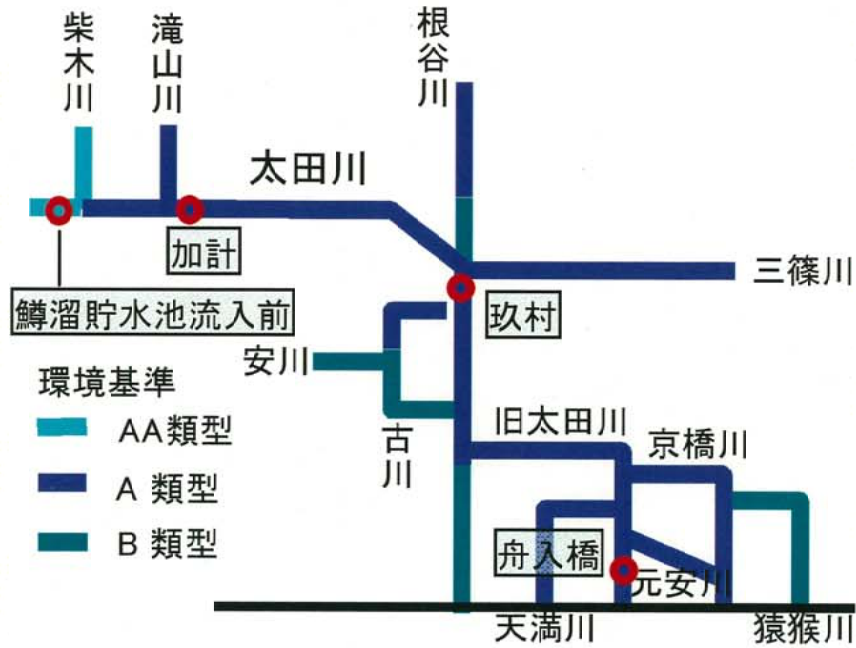 柴木川
滝山川
根谷川
太田川
加計
三篠川
鱒溜貯水池流入前
玖村
安川
環境基準
AA類型
A 類型
B 類型
古川
旧太田川
京橋川
舟入橋
元安川
天満川
猿猴川